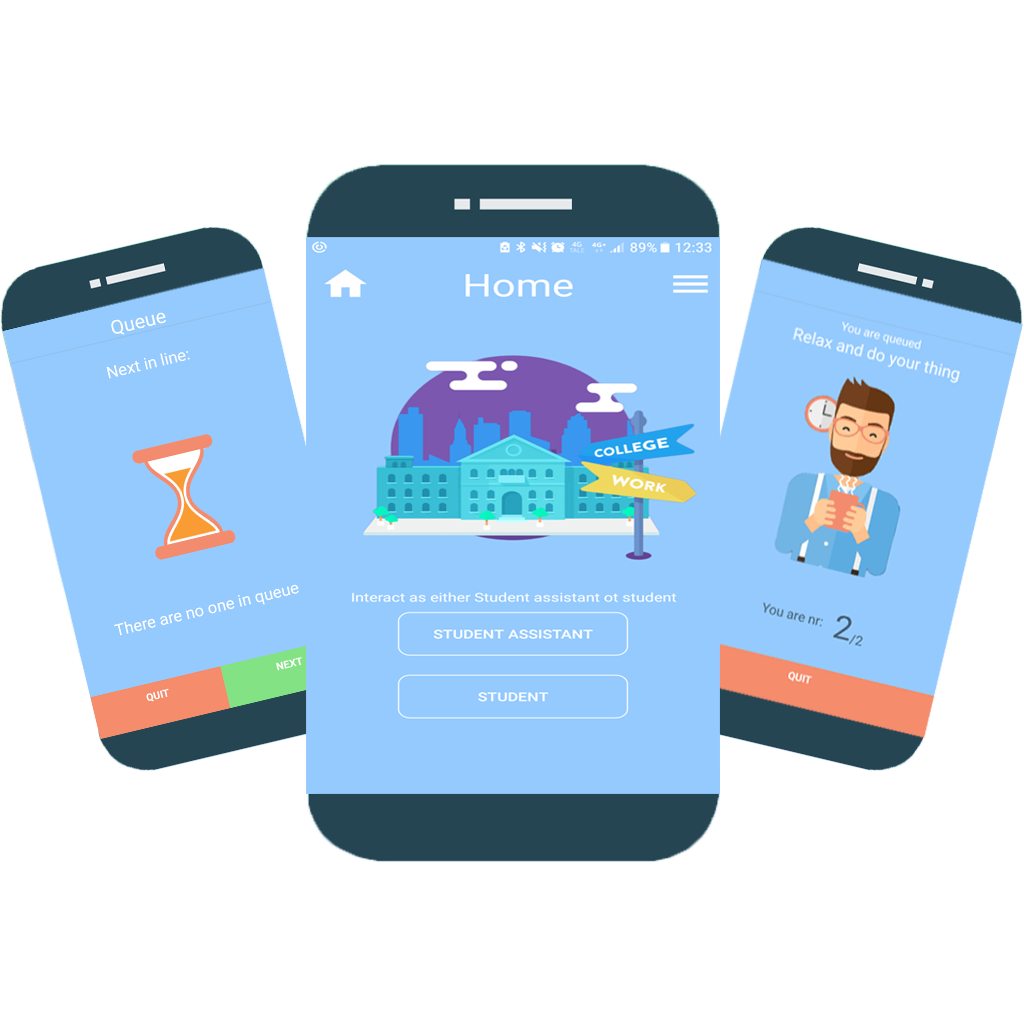 Queue
Next in line:
There are no one in queue
QUIT
NEXT
89% 12:33
Home
COLLEGE
WORK
Interact as either Student assistant ot student
STUDENT ASSISTANT
STUDENT
You are queued
Relax and do your thing
You are nr: 2/2
QUIT